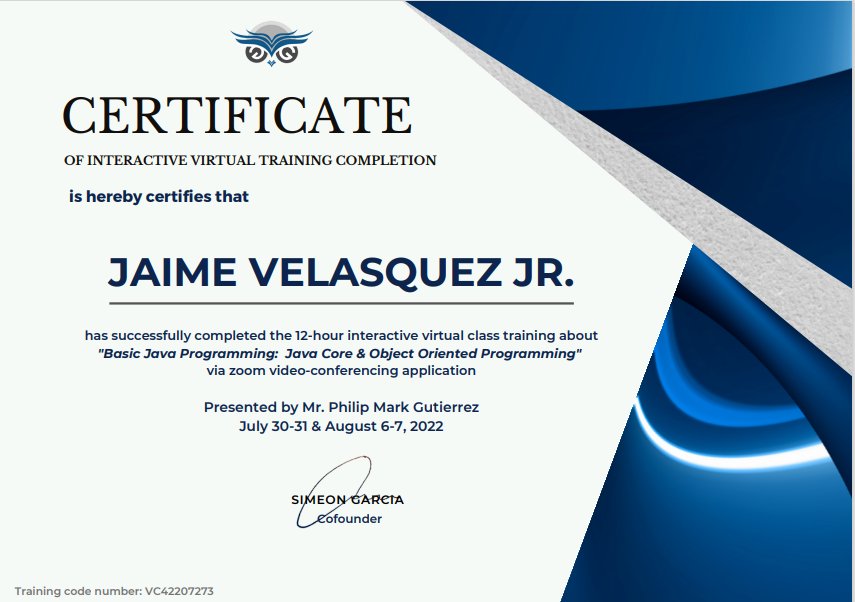 CERTIFICATE
OF INTERACTIVE VIRTUAL TRAINING COMPLETION
is hereby certifies that
JAIME VELASQUEZ JR.
has successfully completed the 12-hour interactive virtual class training about
"Basic Java Programming:  Java Core & Object Oriented Programming"
via zoom video-conferencing application
Presented by Mr. Philip Mark Gutierrez
July 30-31 & August 6-7, 2022
SIMEON GARCIA
Cofounder
Training code number: VC42207273